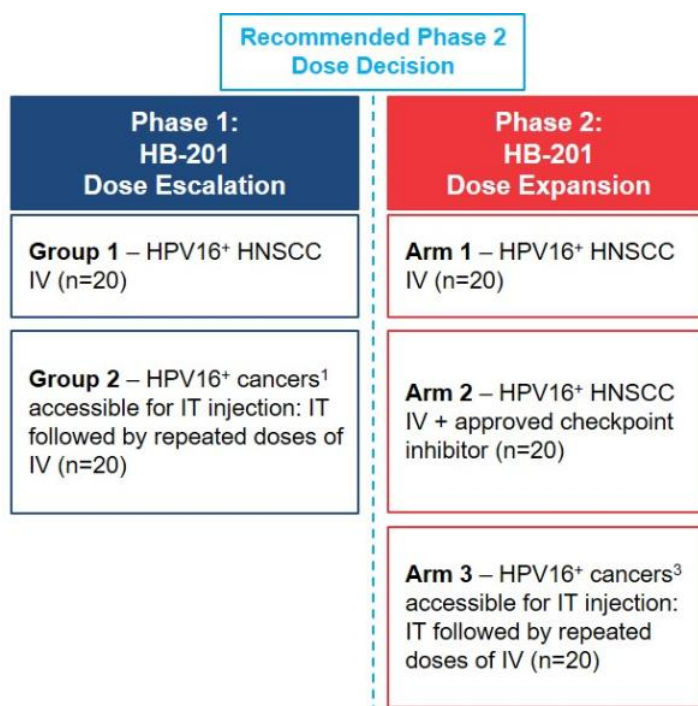 Recommended Phase 2
Dose Decision
Phase 1:
HB-201
Dose Escalation
Group 1 – HPV16⁺ HNSCC
IV (n=20)
Group 2 – HPV16⁺ cancers¹
accessible for IT injection: IT
followed by repeated doses of
IV (n=20)
Phase 2:
HB-201
Dose Expansion
Arm 1 – HPV16⁺ HNSCC
IV (n=20)
Arm 2 – HPV16⁺ HNSCC
IV + approved checkpoint
inhibitor (n=20)
Arm 3 – HPV16⁺ cancers³
accessible for IT injection:
IT followed by repeated
doses of IV (n=20)